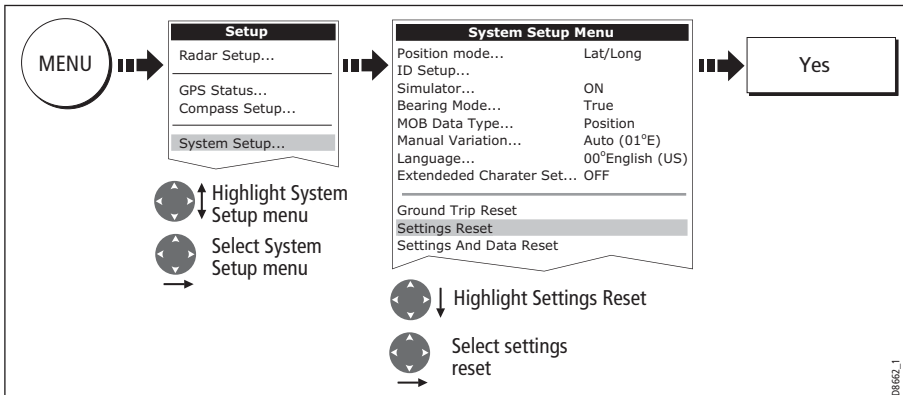 MENU
Setup
Radar Setup...
GPS Status...
Compass Setup...
System Setup...
Highlight System
Setup menu
Select System
Setup menu
System Setup Menu
Position mode... Lat/Long
ID Setup...
Simulator... ON
Bearing Mode... True
MOB Data Type... Position
Manual Variation... Auto (01°E)
Language... 00°English (US)
Extendeded Charater Set... OFF
Ground Trip Reset
Settings Reset
Settings And Data Reset
Highlight Settings Reset
Select settings
reset
Yes
D8662_1